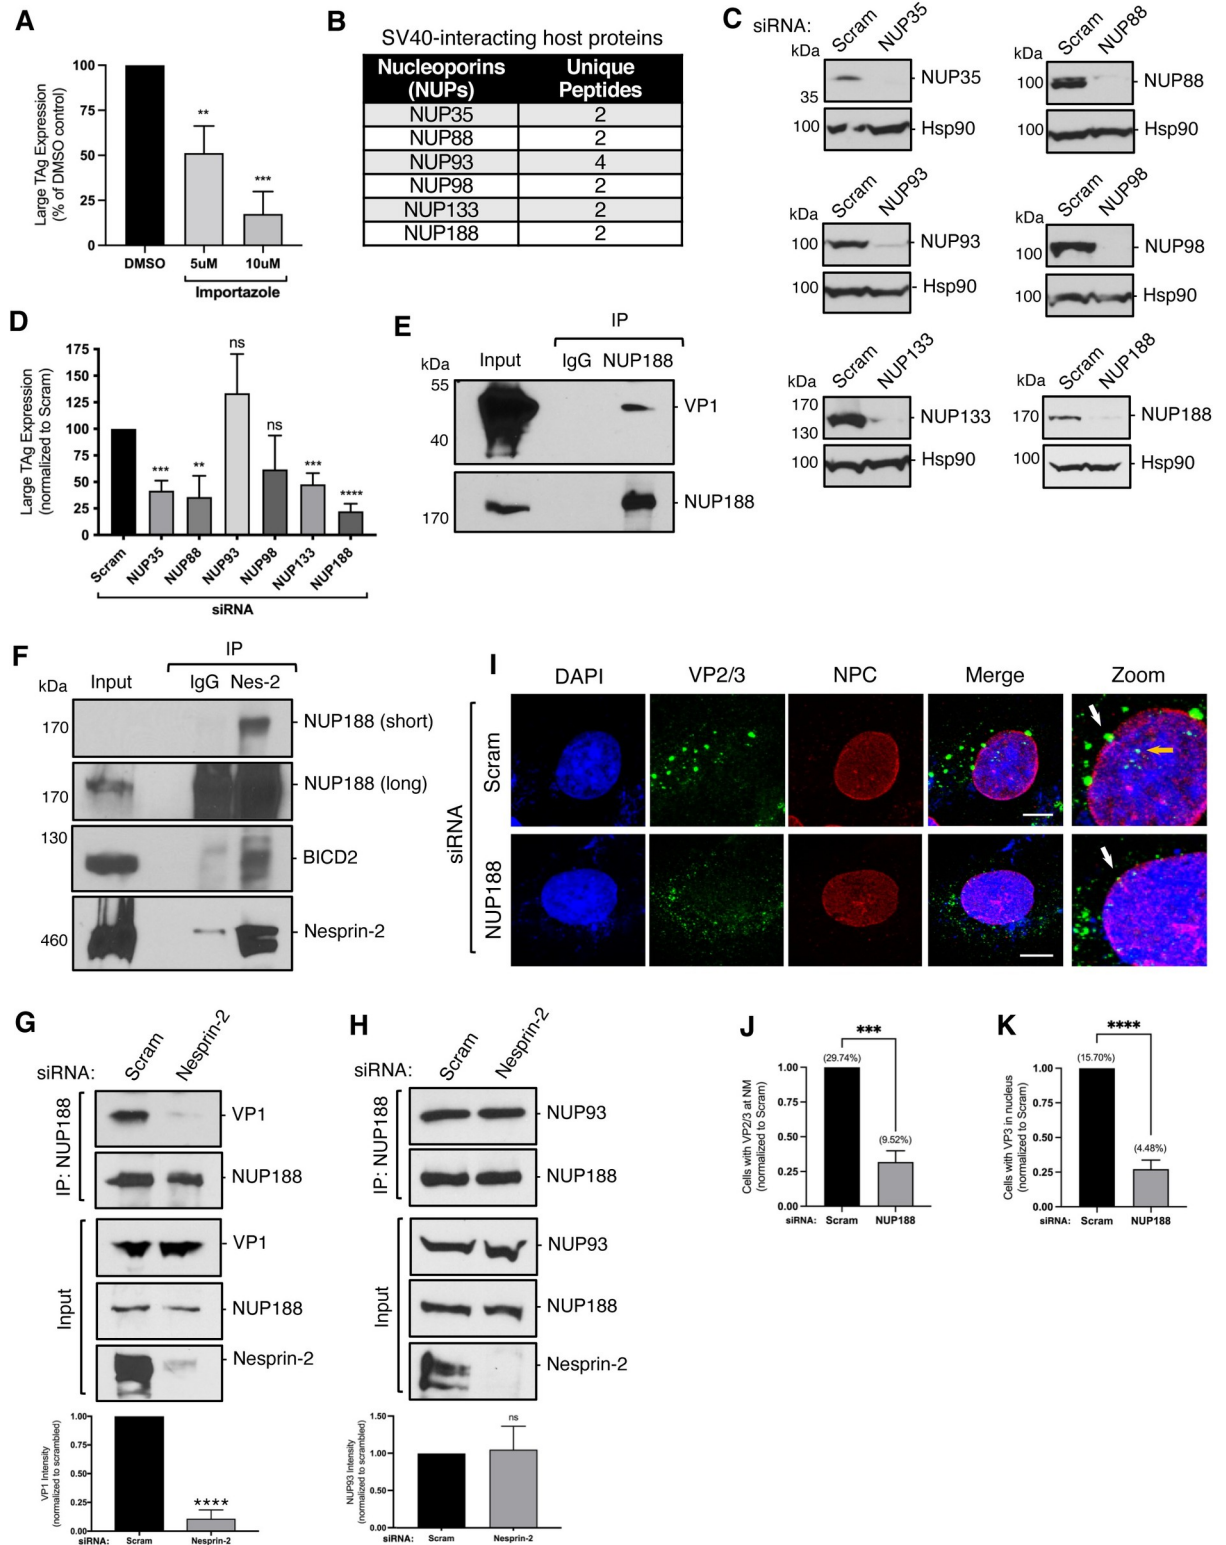 A
Large TAg Expression
(% of DMSO control)
100
75
50
25
0
**
***
DMSO
5uM
10uM
Importazole
B
SV40-interacting host proteins
Nucleoporins (NUPs)
Unique Peptides
NUP35 2
NUP88 2
NUP93 4
NUP98 2
NUP133 2
NUP188 2
C
siRNA:
Scram NUP35
kDa
35
NUP35
100
Hsp90
Scram NUP88
kDa
100
NUP88
100
Hsp90
Scram NUP93
kDa
100
NUP93
100
Hsp90
Scram NUP98
kDa
100
NUP98
100
Hsp90
Scram NUP133
kDa
170
130
NUP133
100
Hsp90
Scram NUP188
kDa
170
NUP188
100
Hsp90
D
Large TAg Expression
(normalized to Scram)
175
150
125
100
75
50
25
0
***
**
ns
ns
***
****
Scram
NUP35
NUP88
NUP93
NUP98
NUP133
NUP188
siRNA
E
IP
kDa
Input IgG NUP188
55
40
VP1
170
NUP188
F
IP
kDa
Input IgG Nes-2
170
NUP188 (short)
170
NUP188 (long)
130
BICD2
460
Nesprin-2
I
DAPI VP2/3 NPC Merge Zoom
siRNA
Scram
NUP188
G
siRNA:
Scram Nesprin-2
IP: NUP188
VP1
NUP188
Input
VP1
NUP188
Nesprin-2
VP1 Intensity
(normalized to scrambled)
1.00
0.75
0.50
0.25
0.00
****
siRNA: Scram Nesprin-2
H
siRNA:
Scram Nesprin-2
IP: NUP188
NUP93
NUP188
Input
NUP93
NUP188
Nesprin-2
NUP93 Intensity
(normalized to scrambled)
1.50
1.00
0.50
0.00
ns
siRNA: Scram Nesprin-2
J
Cells with VP2/3 at NM
(normalized to Scram)
1.00
0.75
0.50
0.25
0.00
***
(29.74%)
(9.52%)
siRNA: Scram NUP188
K
Cells with VP3 in nucleus
(normalized to Scram)
1.00
0.75
0.50
0.25
0.00
****
(15.70%)
(4.48%)
siRNA: Scram NUP188